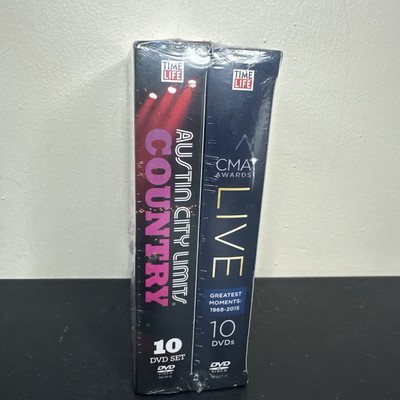 TIME
LIFE
AUSTIN CITY LIMITS
COUNTRY
10
DVD SET
DVD
TIME
LIFE
CMA
AWARDS
LIVE
GREATEST
MOMENTS:
1968-2015
10
DVDs
DVD